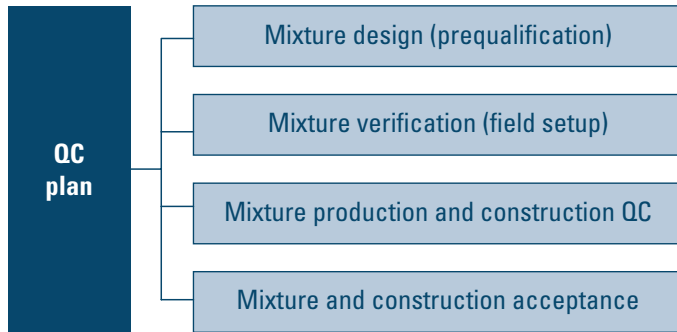 QC
plan
Mixture design (prequalification)
Mixture verification (field setup)
Mixture production and construction QC
Mixture and construction acceptance